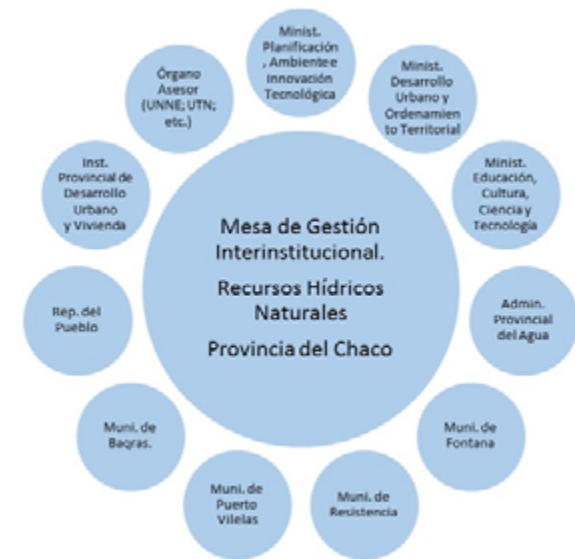 Minist.
Planificación
, Ambiente e
Innovación
Tecnológica
Minist.
Desarrollo
Urbano y
Ordenamien
to Territorial
Minist.
Educación,
Cultura,
Ciencia y
Tecnología
Admin.
Provincial
del Agua
Muni. de
Fontana
Muni. de
Resistencia
Muni. de
Puerto
Vilelas
Muni. de
Baqras.
Rep. del
Pueblo
Inst.
Provincial de
Desarrollo
Urbano
y Vivienda
Órgano
Asesor
(UNNE; UTN;
etc.)
Mesa de Gestión
Interinstitucional.
Recursos Hídricos
Naturales
Provincia del Chaco